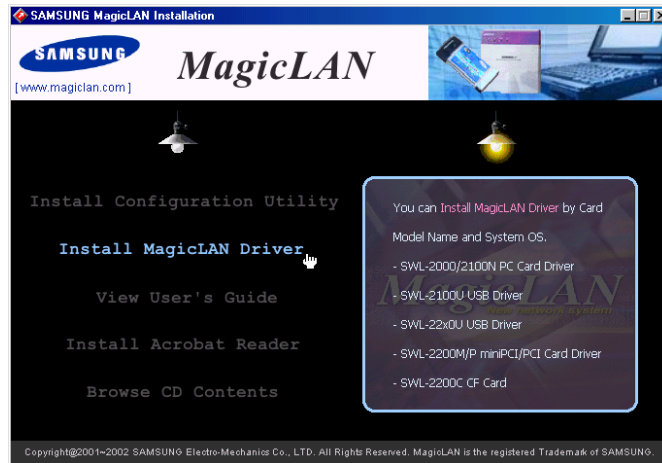 SAMSUNG MagicLAN Installation
SAMSUNG
[ www.magiclan.com ]
MagicLAN
Install Configuration Utility
Install MagicLAN Driver
View User's Guide
Install Acrobat Reader
Browse CD Contents
You can Install MagicLAN Driver by Card
Model Name and System OS.
- SWL-2000/2100N PC Card Driver
- SWL-2100U USB Driver
- SWL-22x0U USB Driver
- SWL-2200M/P miniPCI/PCI Card Driver
- SWL-2200C CF Card
MagicLAN
New network system
Copyright@2001~2002 SAMSUNG Electro-Mechanics Co., LTD. All Rights Reserved. MagicLAN is the registered Trademark of SAMSUNG.